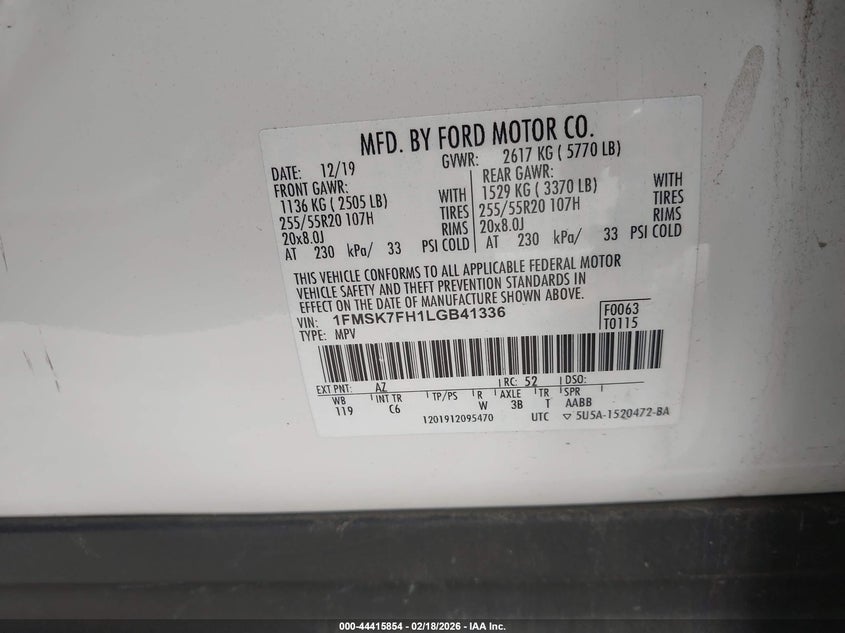 MFD. BY FORD MOTOR CO.
DATE: 12/19 GVWR: 2617 KG ( 5770 LB)
FRONT GAWR: REAR GAWR:
1136 KG ( 2505 LB) WITH 1529 KG ( 3370 LB) WITH
255/55R20 107H TIRES 255/55R20 107H TIRES
20x8.0J RIMS 20x8.0J RIMS
AT 230 kPa/ 33 PSI COLD AT 230 kPa/ 33 PSI COLD
THIS VEHICLE CONFORMS TO ALL APPLICABLE FEDERAL MOTOR
VEHICLE SAFETY AND THEFT PREVENTION STANDARDS IN
EFFECT ON THE DATE OF MANUFACTURE SHOWN ABOVE.
VIN: 1FMSK7FH1LGB41336 F0063
TYPE: MPV T0115
EXT PNT: AZ RC: 52 DSO:
WB INT TR TP/PS R AXLE TR SPR
119 C6 W 3B T AABB
1201912095470 UTC ▽ 5U5A-1520472-BA
000-44415854 | 02/18/2026 - IAA Inc.